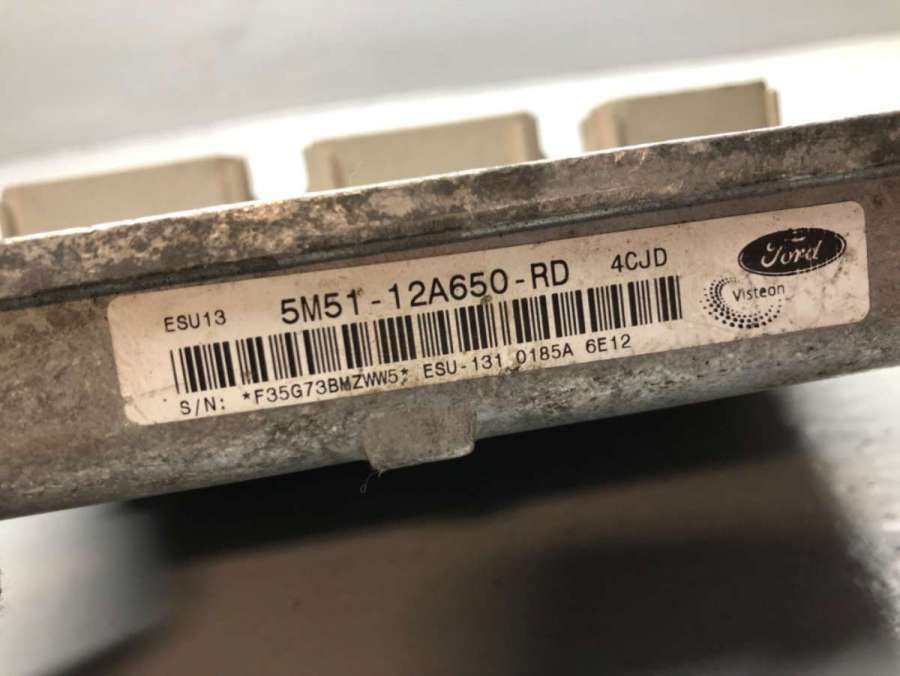 ESU13 5M51-12A650-RD 4CJD
Ford
Visteon
S/N: *F35G73BMZWW5* ESU-131 0185A 6E12